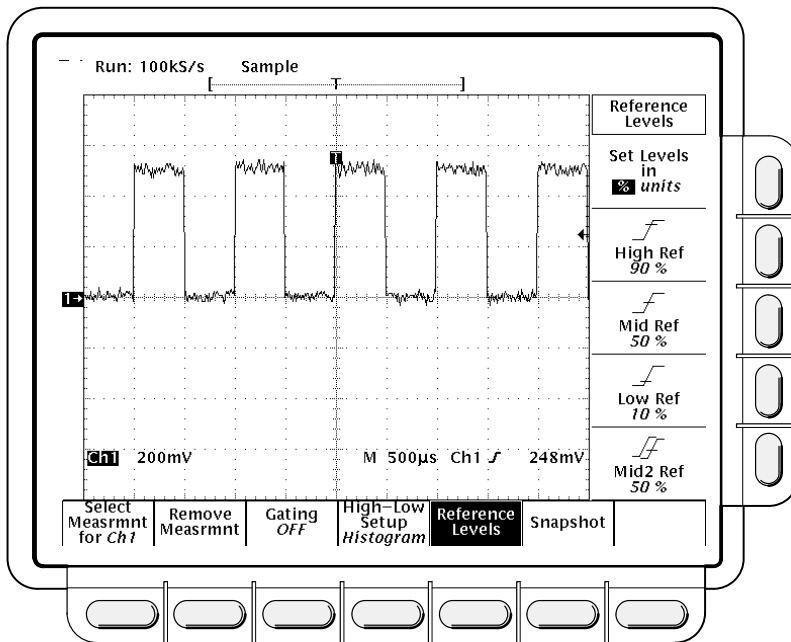 Run: 100kS/s Sample
[ T ]
Reference
Levels
Set Levels
in
% units
T
High Ref
90 %
1→
Mid Ref
50 %
Low Ref
10 %
Mid2 Ref
50 %
Ch1 200mV M 500µs Ch1 248mV
Select
Measrmnt
for Ch1
Remove
Measrmnt
Gating
OFF
High–Low
Setup
Histogram
Reference
Levels
Snapshot